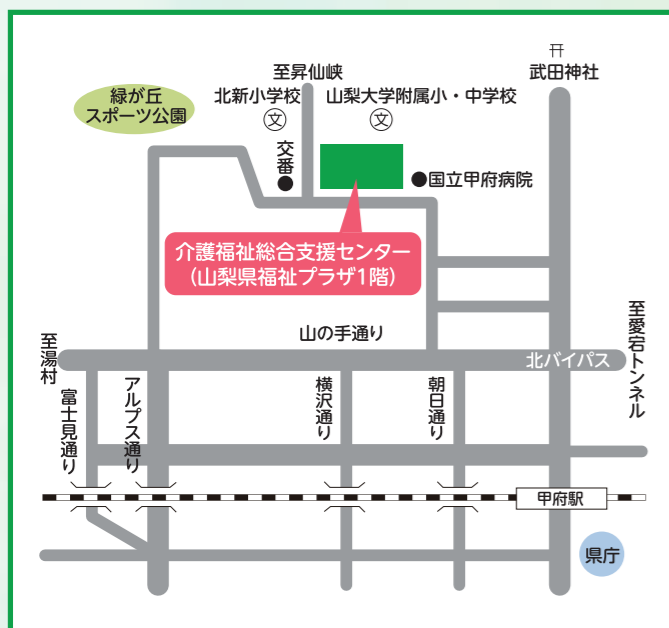 至昇仙峡
武田神社
緑が丘
スポーツ公園
北新小学校
山梨大学附属小・中学校
文
文
交番
国立甲府病院
介護福祉総合支援センター
(山梨県福祉プラザ1階)
山の手通り
北バイパス
至湯村
至愛宕トンネル
富士見通り
アルプス通り
横沢通り
朝日通り
甲府駅
県庁